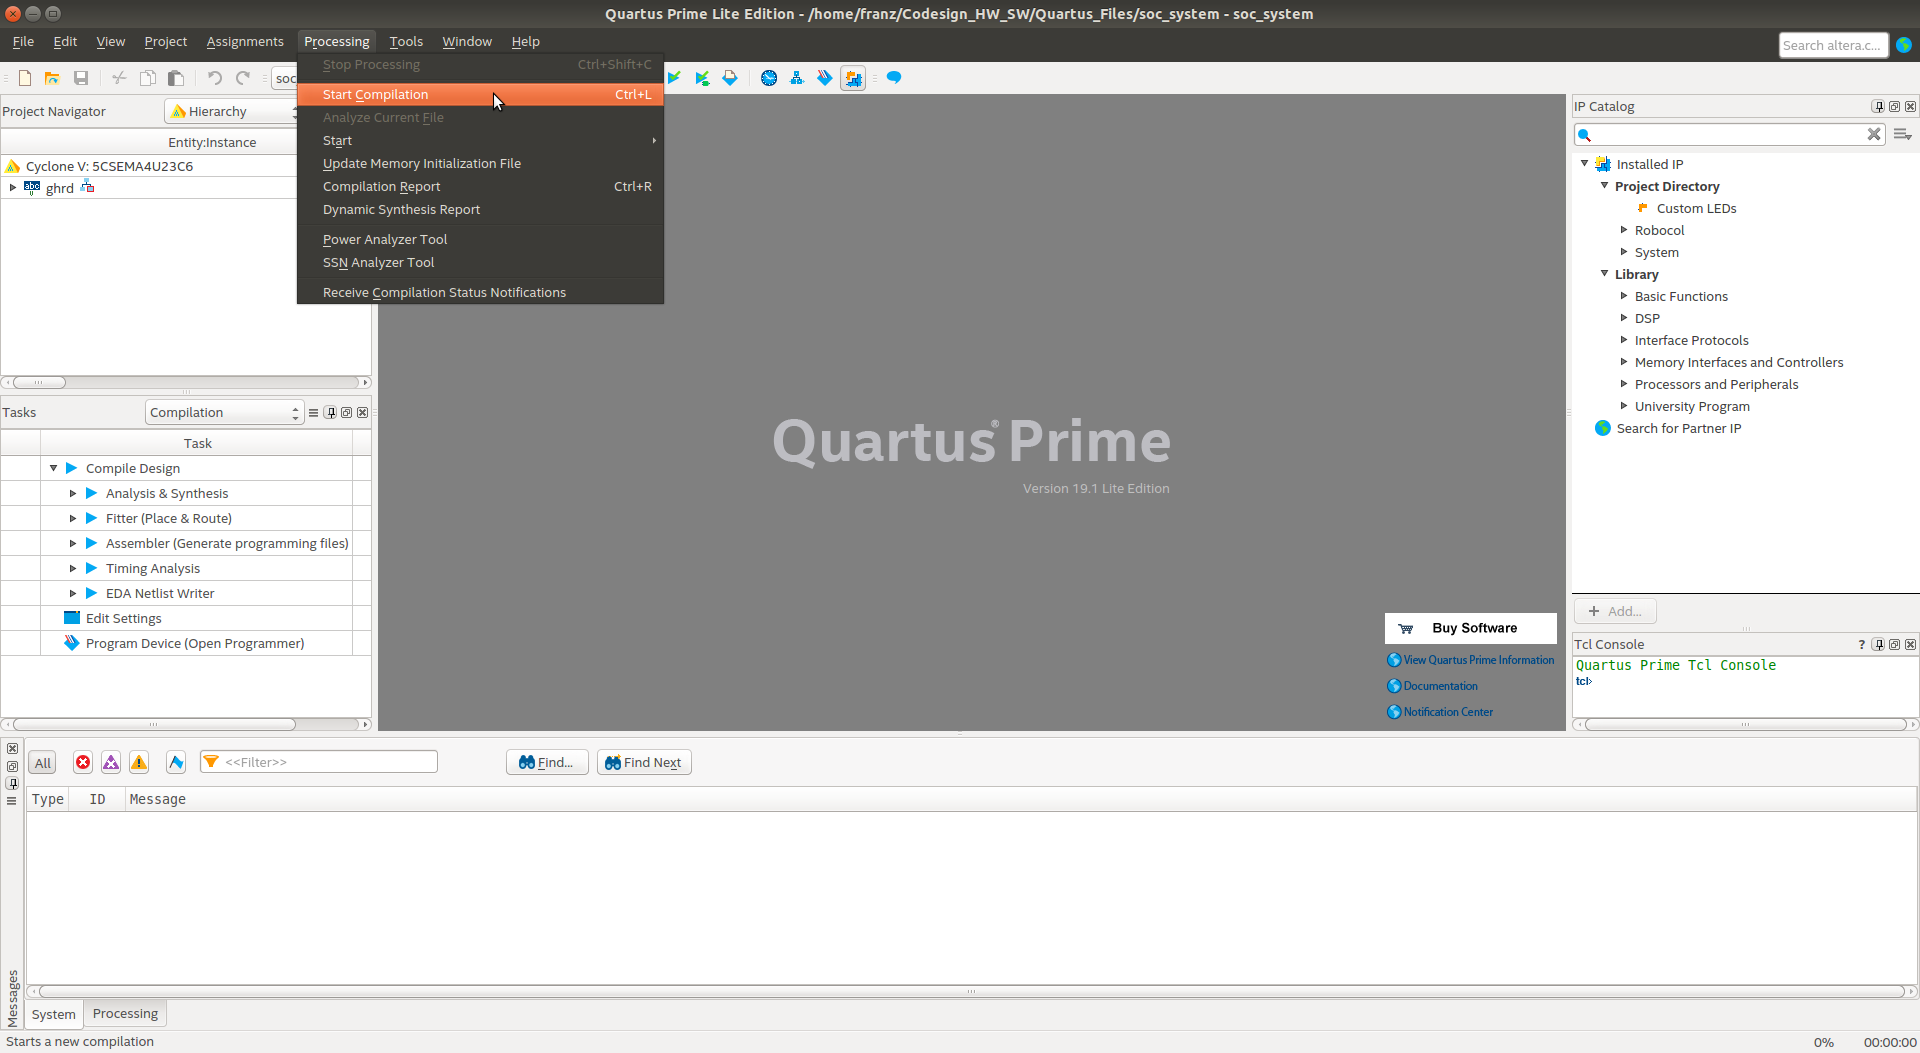 Quartus Prime Lite Edition - /home/franz/Codesign_HW_SW/Quartus_Files/soc_system - soc_system
File Edit View Project Assignments Processing Tools Window Help
Search altera.c...
soc
Stop Processing Ctrl+Shift+C
Start Compilation Ctrl+L
Analyze Current File
Start
Update Memory Initialization File
Compilation Report Ctrl+R
Dynamic Synthesis Report
Power Analyzer Tool
SSN Analyzer Tool
Receive Compilation Status Notifications
Project Navigator Hierarchy
Entity:Instance
Cyclone V: 5CSEMA4U23C6
abc ghrd
Tasks Compilation
Task
Compile Design
Analysis & Synthesis
Fitter (Place & Route)
Assembler (Generate programming files)
Timing Analysis
EDA Netlist Writer
Edit Settings
Program Device (Open Programmer)
Quartus® Prime
Version 19.1 Lite Edition
Buy Software
View Quartus Prime Information
Documentation
Notification Center
IP Catalog
Installed IP
Project Directory
Custom LEDs
Robocol
System
Library
Basic Functions
DSP
Interface Protocols
Memory Interfaces and Controllers
Processors and Peripherals
University Program
Search for Partner IP
+ Add...
Tcl Console ?
Quartus Prime Tcl Console
tcl>
All <<Filter>> Find... Find Next
Type ID Message
Messages
System Processing
Starts a new compilation 0% 00:00:00